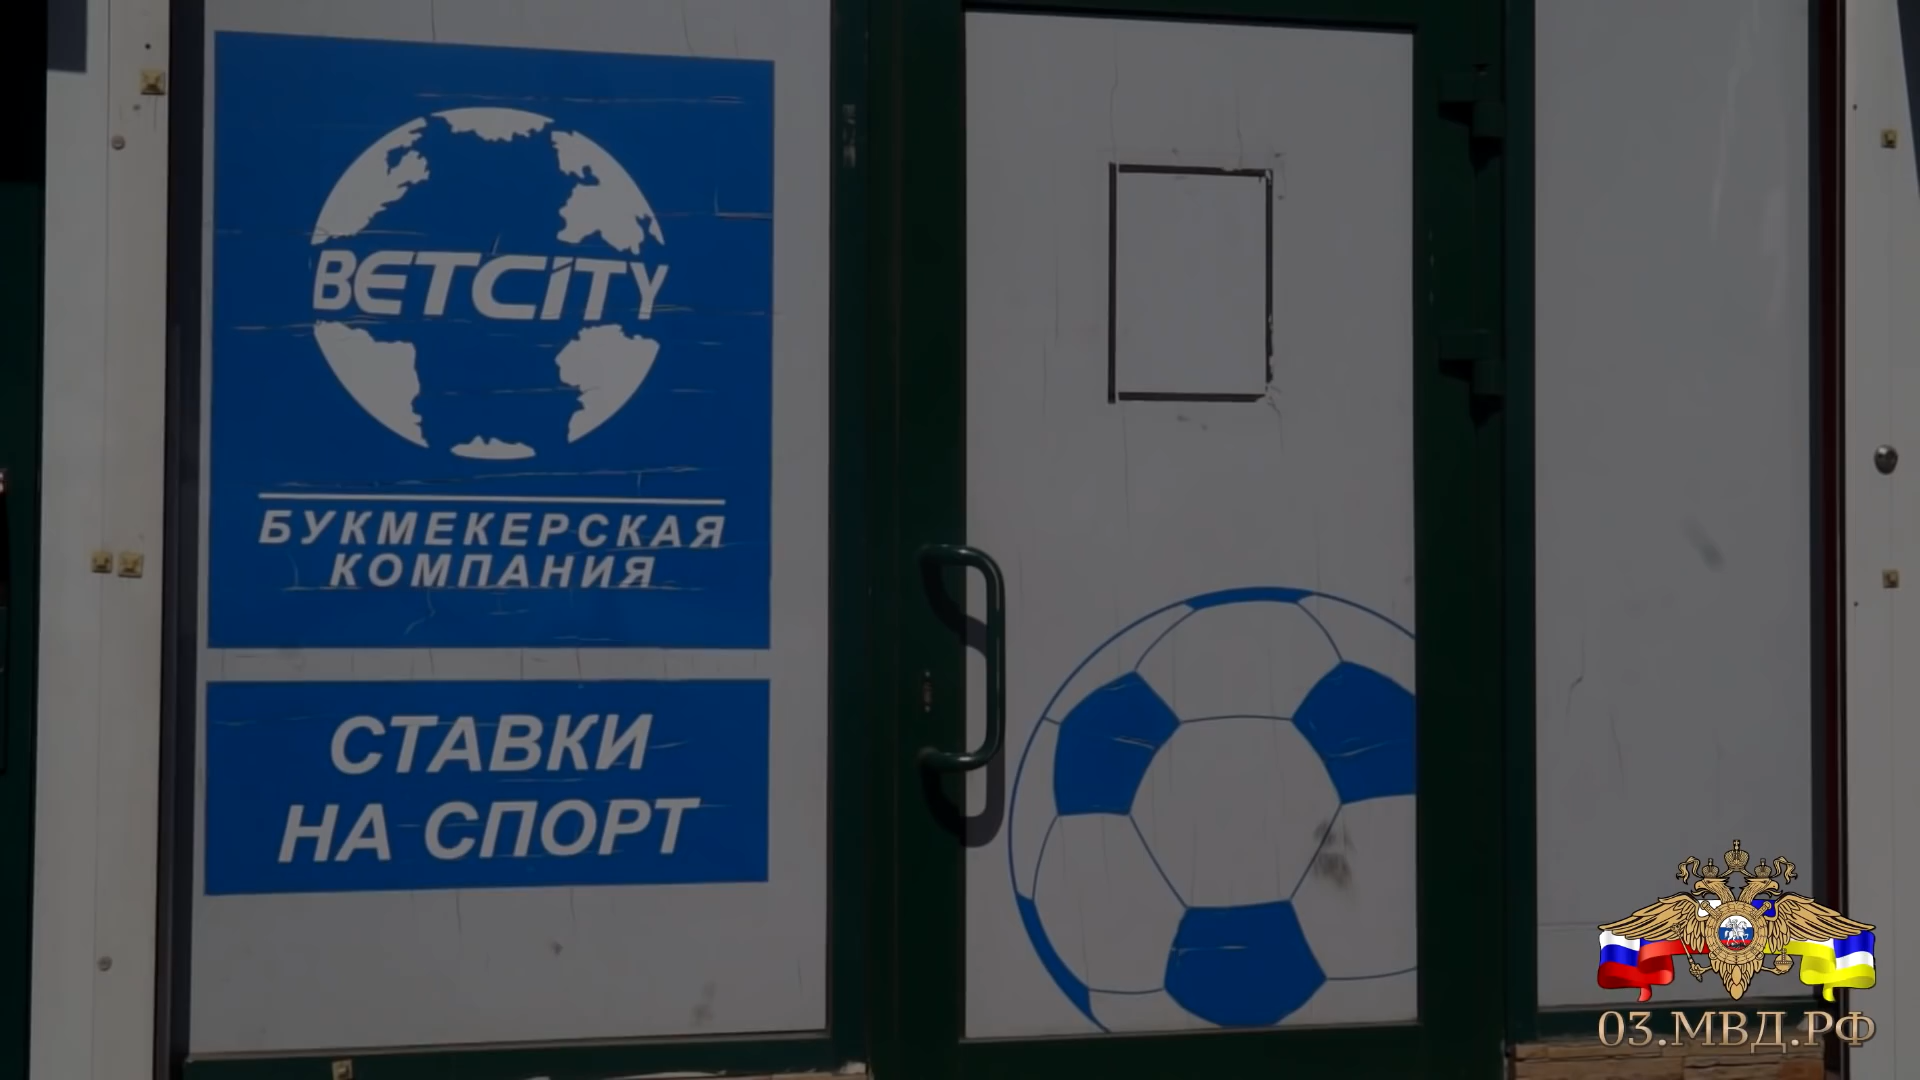 BETCITY
БУКМЕКЕРСКАЯ
КОМПАНИЯ
СТАВКИ
НА СПОРТ
03.МВД.РФ